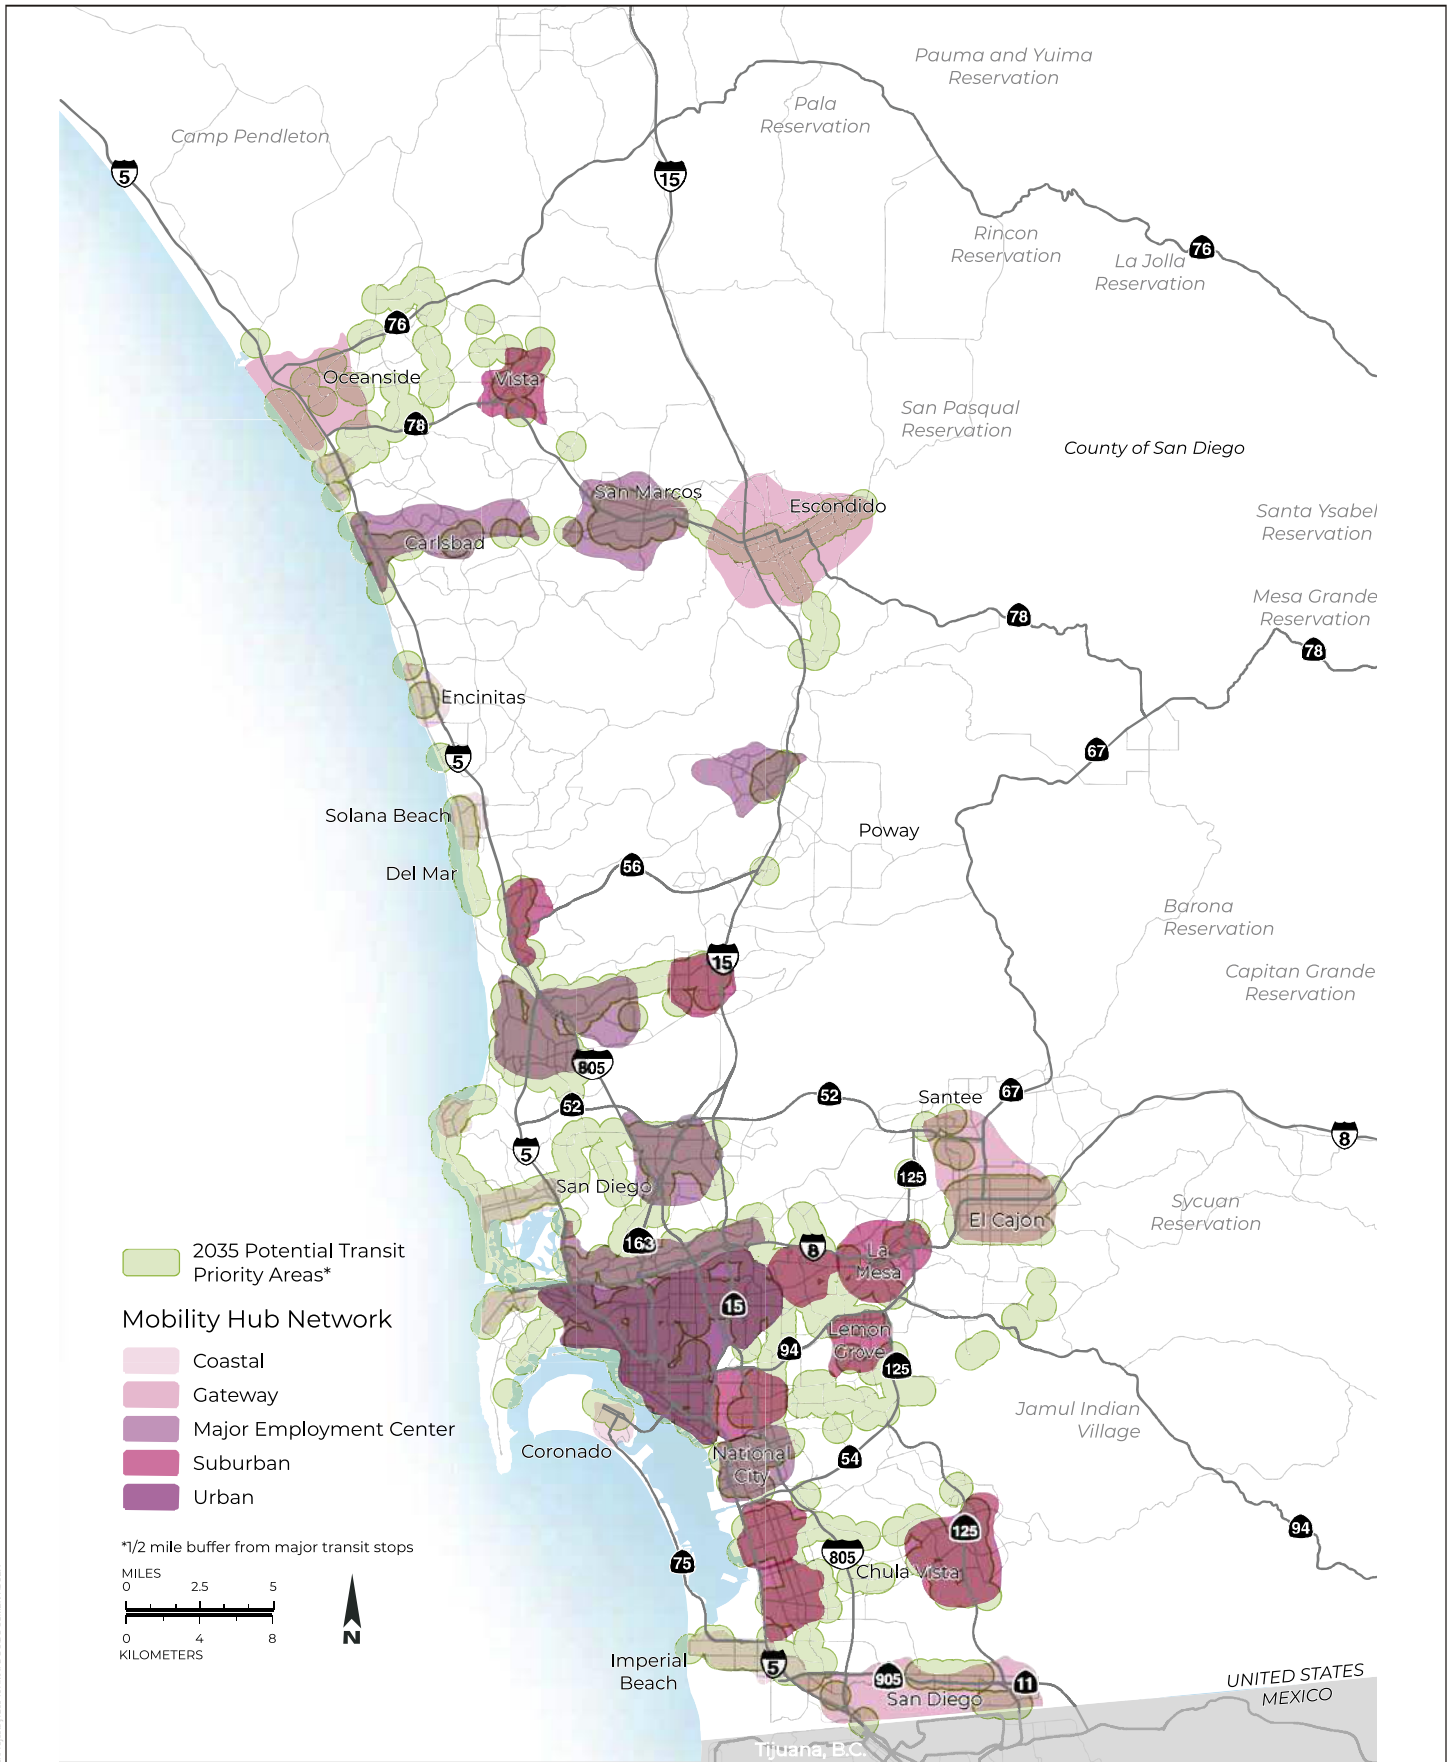 Pauma and Yuima
Reservation
Pala
Reservation
Camp Pendleton
5
15
Rincon
Reservation
La Jolla
Reservation
76
76
Oceanside
Vista
78
San Pasqual
Reservation
County of San Diego
San Marcos
Escondido
Santa Ysabel
Reservation
Carlsbad
Mesa Grande
Reservation
78
78
Encinitas
67
5
Solana Beach
Poway
Del Mar
56
Barona
Reservation
15
Capitan Grande
Reservation
805
52
52
Santee
67
5
8
125
San Diego
Sycuan
Reservation
El Cajon
163
8
La
Mesa
15
Lemon
Grove
94
125
Jamul Indian
Village
Coronado
National
City
54
125
94
75
805
Chula Vista
Imperial
Beach
5
905
San Diego
11
UNITED STATES
MEXICO
Tijuana, B.C.
2035 Potential Transit
Priority Areas*
Mobility Hub Network
Coastal
Gateway
Major Employment Center
Suburban
Urban
*1/2 mile buffer from major transit stops
MILES
0 2.5 5
0 4 8
KILOMETERS
N